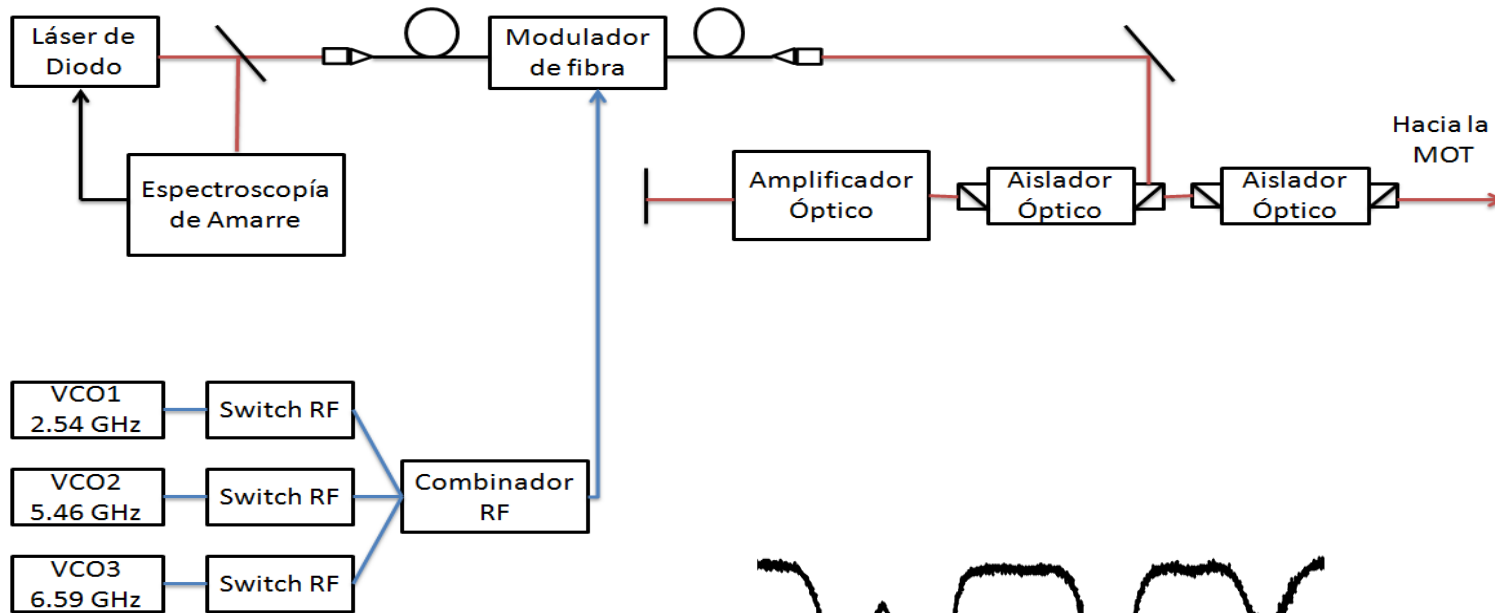 Láser de
Diodo
Modulador
de fibra
Hacia la
MOT
Espectroscopía
de Amarre
Amplificador
Óptico
Aislador
Óptico
Aislador
Óptico
VCO1
2.54 GHz
Switch RF
VCO2
5.46 GHz
Switch RF
Combinador
RF
VCO3
6.59 GHz
Switch RF